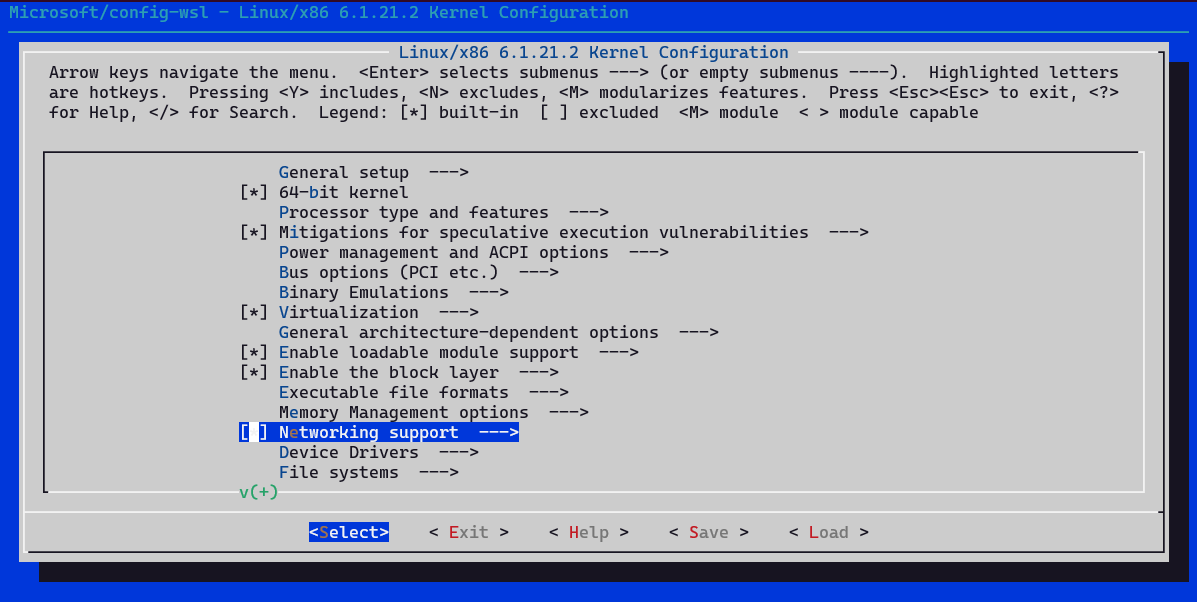 Microsoft/config-wsl - Linux/x86 6.1.21.2 Kernel Configuration
Linux/x86 6.1.21.2 Kernel Configuration
Arrow keys navigate the menu.  <Enter> selects submenus ---> (or empty submenus ----).  Highlighted letters
are hotkeys.  Pressing <Y> includes, <N> excludes, <M> modularizes features.  Press <Esc><Esc> to exit, <?>
for Help, </> for Search.  Legend: [*] built-in  [ ] excluded  <M> module  < > module capable
General setup  --->
[*] 64-bit kernel
Processor type and features  --->
[*] Mitigations for speculative execution vulnerabilities  --->
Power management and ACPI options  --->
Bus options (PCI etc.)  --->
Binary Emulations  --->
[*] Virtualization  --->
General architecture-dependent options  --->
[*] Enable loadable module support  --->
[*] Enable the block layer  --->
Executable file formats  --->
Memory Management options  --->
[ ] Networking support  --->
Device Drivers  --->
File systems  --->
v(+)
<Select>    < Exit >    < Help >    < Save >    < Load >